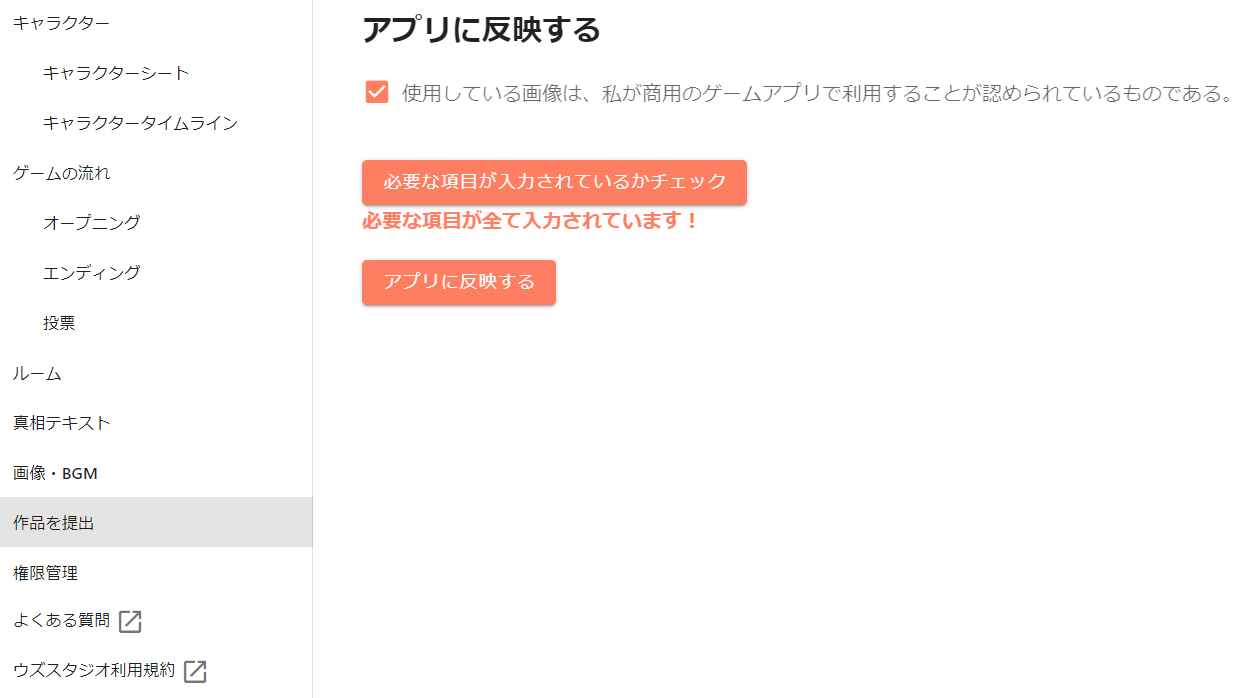 キャラクター
キャラクターシート
キャラクタータイムライン
ゲームの流れ
オープニング
エンディング
投票
ルーム
真相テキスト
画像・BGM
作品を提出
権限管理
よくある質問
ウズスタジオ利用規約
アプリに反映する
使用している画像は、私が商用のゲームアプリで利用することが認められているものである。
必要な項目が入力されているかチェック
必要な項目が全て入力されています！
アプリに反映する